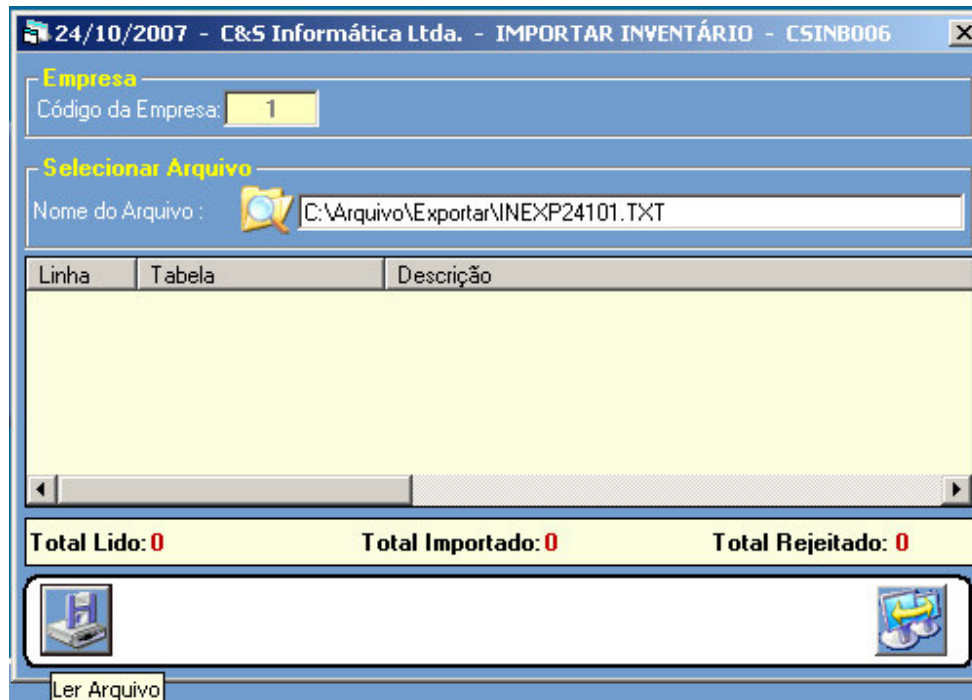 24/10/2007 - C&S Informática Ltda. - IMPORTAR INVENTÁRIO - CSINB006
Empresa
Código da Empresa: 1
Selecionar Arquivo
Nome do Arquivo : C:\Arquivo\Exportar\INEXP24101.TXT
Linha Tabela Descrição
Total Lido: 0 Total Importado: 0 Total Rejeitado: 0
Ler Arquivo